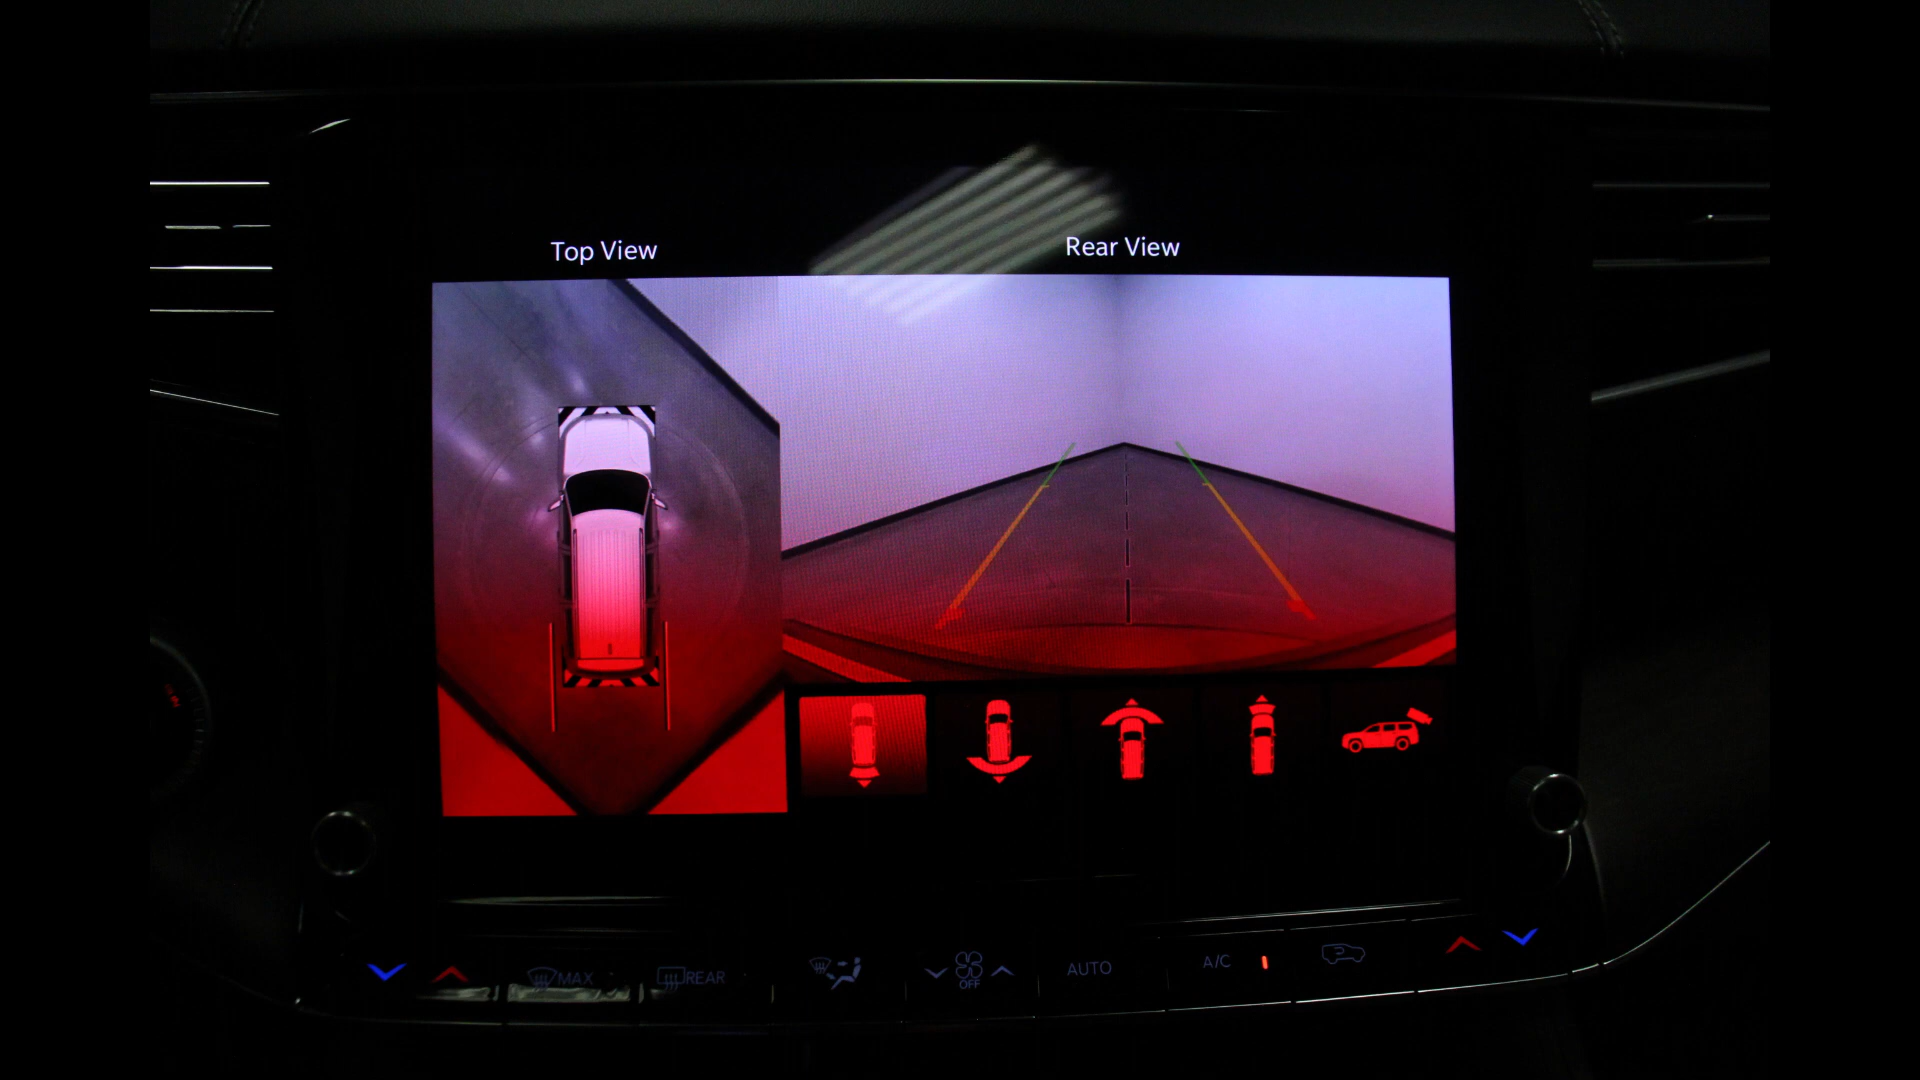 Top View
Rear View
MAX
REAR
OFF
AUTO
A/C